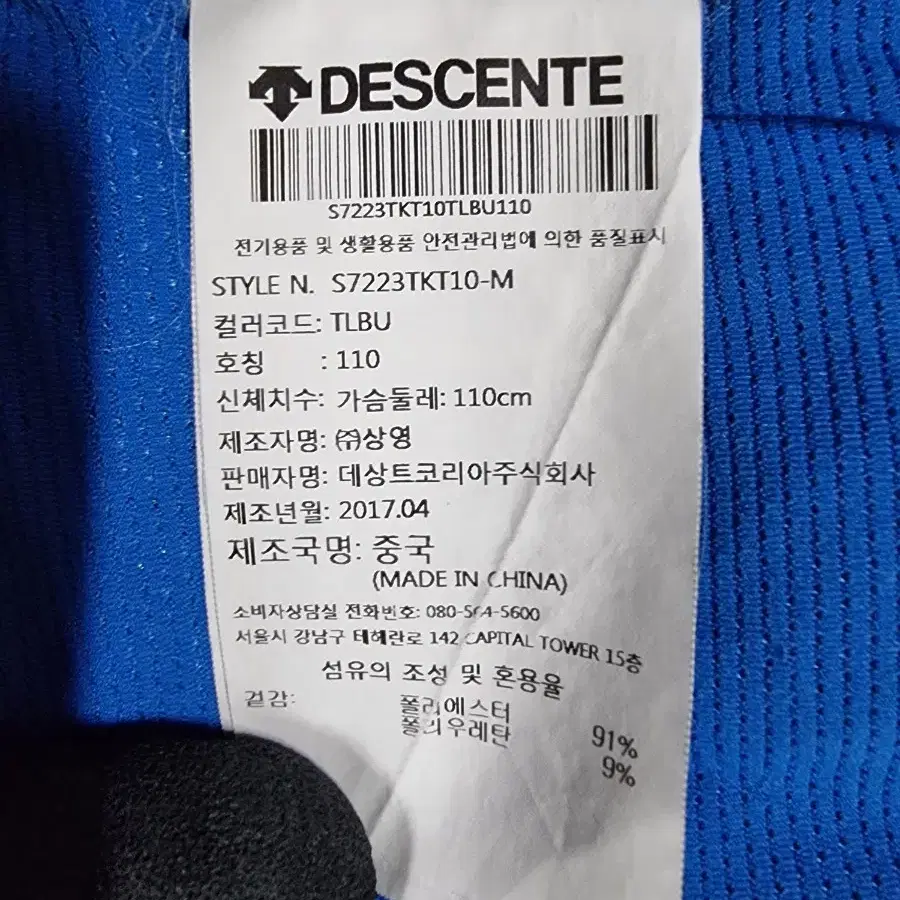 DESCENTE
S7223TKT10TLBU110
전기용품 및 생활용품 안전관리법에 의한 품질표시
STYLE N. S7223TKT10-M
컬러코드: TLBU
호칭 : 110
신체치수: 가슴둘레: 110cm
제조자명: ㈜상영
판매자명: 데상트코리아주식회사
제조년월: 2017.04
제조국명: 중국
(MADE IN CHINA)
소비자상담실 전화번호: 080-564-5600
서울시 강남구 테헤란로 142 CAPITAL TOWER 15층
섬유의 조성 및 혼용율
겉감: 폴리에스터 91%
폴리우레탄 9%